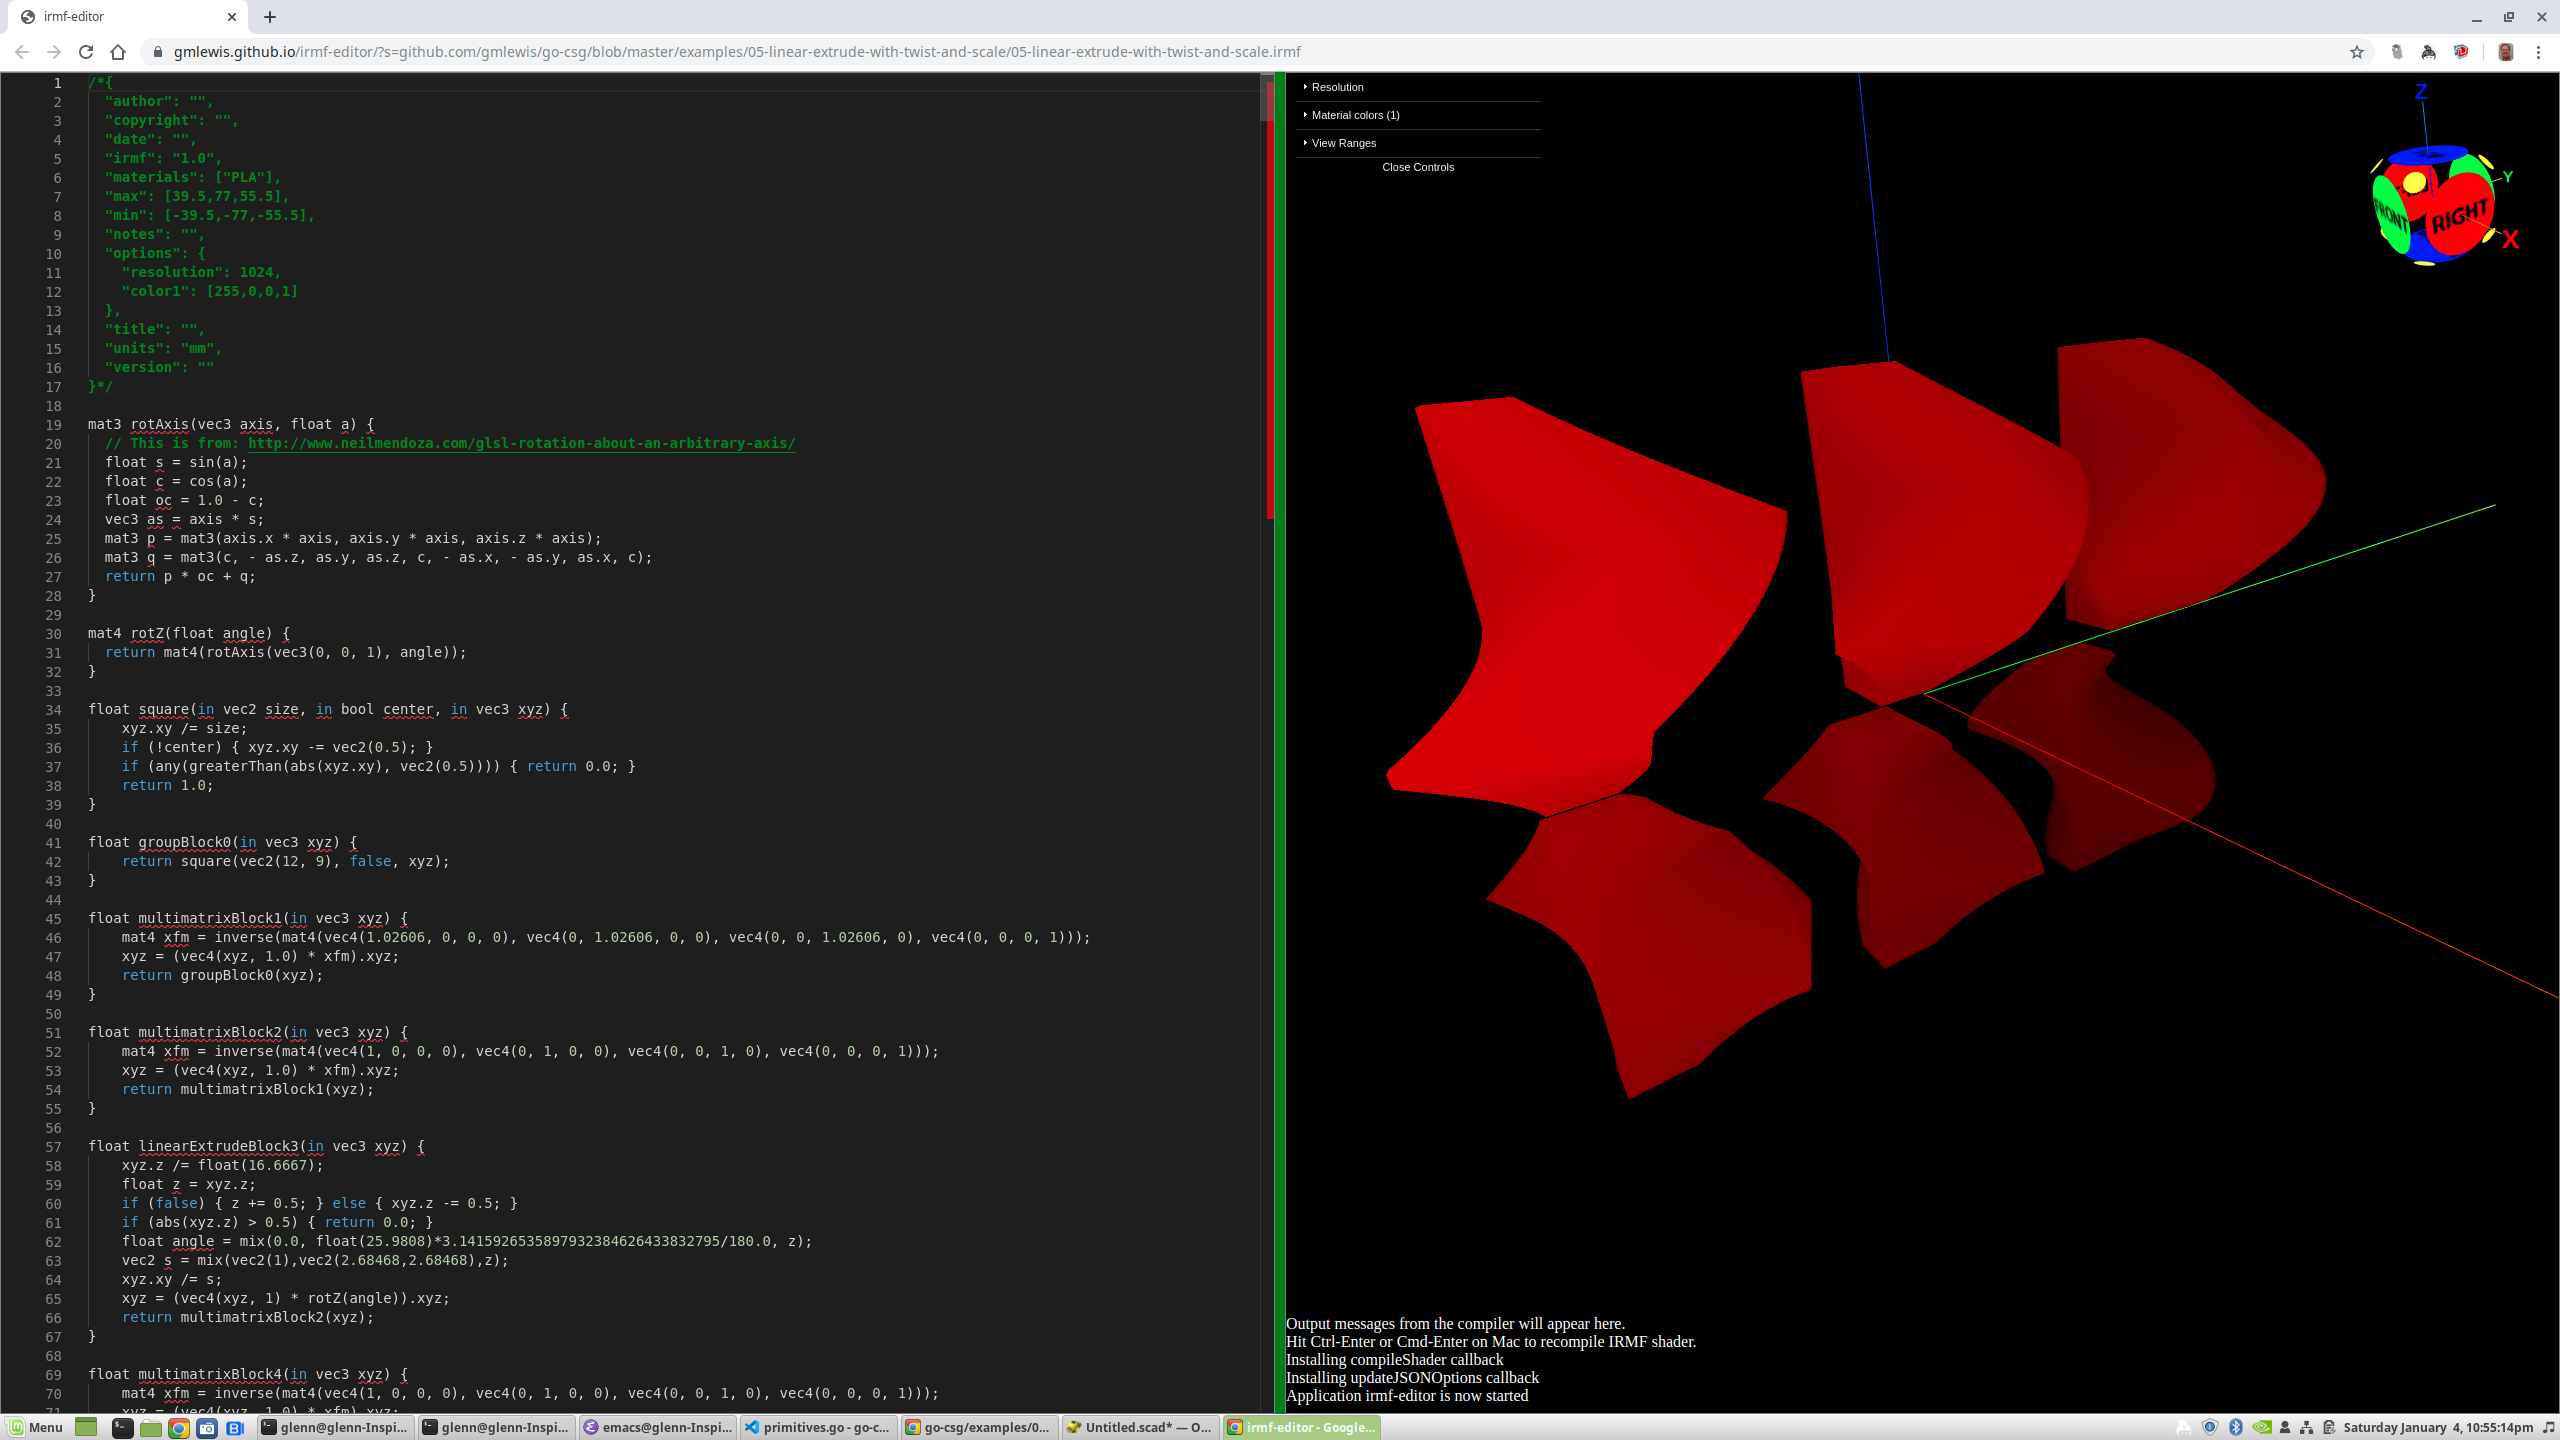 irmf-editor
gmlewis.github.io/irmf-editor/?s=github.com/gmlewis/go-csg/blob/master/examples/05-linear-extrude-with-twist-and-scale/05-linear-extrude-with-twist-and-scale.irmf
1 /*{
2 "author": "",
3 "copyright": "",
4 "date": "",
5 "irmf": "1.0",
6 "materials": ["PLA"],
7 "max": [39.5,77,55.5],
8 "min": [-39.5,-77,-55.5],
9 "notes": "",
10 "options": {
11 "resolution": 1024,
12 "color1": [255,0,0,1]
13 },
14 "title": "",
15 "units": "mm",
16 "version": ""
17 }*/
18
19 mat3 rotAxis(vec3 axis, float a) {
20 // This is from: http://www.neilmendoza.com/glsl-rotation-about-an-arbitrary-axis/
21 float s = sin(a);
22 float c = cos(a);
23 float oc = 1.0 - c;
24 vec3 as = axis * s;
25 mat3 p = mat3(axis.x * axis, axis.y * axis, axis.z * axis);
26 mat3 q = mat3(c, - as.z, as.y, as.z, c, - as.x, - as.y, as.x, c);
27 return p * oc + q;
28 }
29
30 mat4 rotZ(float angle) {
31 return mat4(rotAxis(vec3(0, 0, 1), angle));
32 }
33
34 float square(in vec2 size, in bool center, in vec3 xyz) {
35 xyz.xy /= size;
36 if (!center) { xyz.xy -= vec2(0.5); }
37 if (any(greaterThan(abs(xyz.xy), vec2(0.5)))) { return 0.0; }
38 return 1.0;
39 }
40
41 float groupBlock0(in vec3 xyz) {
42 return square(vec2(12, 9), false, xyz);
43 }
44
45 float multimatrixBlock1(in vec3 xyz) {
46 mat4 xfm = inverse(mat4(vec4(1.02606, 0, 0, 0), vec4(0, 1.02606, 0, 0), vec4(0, 0, 1.02606, 0), vec4(0, 0, 0, 1)));
47 xyz = (vec4(xyz, 1.0) * xfm).xyz;
48 return groupBlock0(xyz);
49 }
50
51 float multimatrixBlock2(in vec3 xyz) {
52 mat4 xfm = inverse(mat4(vec4(1, 0, 0, 0), vec4(0, 1, 0, 0), vec4(0, 0, 1, 0), vec4(0, 0, 0, 1)));
53 xyz = (vec4(xyz, 1.0) * xfm).xyz;
54 return multimatrixBlock1(xyz);
55 }
56
57 float linearExtrudeBlock3(in vec3 xyz) {
58 xyz.z /= float(16.6667);
59 float z = xyz.z;
60 if (false) { z += 0.5; } else { xyz.z -= 0.5; }
61 if (abs(xyz.z) > 0.5) { return 0.0; }
62 float angle = mix(0.0, float(25.9808)*3.1415926535897932384626433832795/180.0, z);
63 vec2 s = mix(vec2(1),vec2(2.68468,2.68468),z);
64 xyz.xy /= s;
65 xyz = (vec4(xyz, 1) * rotZ(angle)).xyz;
66 return multimatrixBlock2(xyz);
67 }
68
69 float multimatrixBlock4(in vec3 xyz) {
70 mat4 xfm = inverse(mat4(vec4(1, 0, 0, 0), vec4(0, 1, 0, 0), vec4(0, 0, 1, 0), vec4(0, 0, 0, 1)));
71 xyz = (vec4(xyz, 1.0) * xfm).xyz;
Resolution
Material colors (1)
View Ranges
Close Controls
Z
Y
X
FRONT
RIGHT
Output messages from the compiler will appear here.
Hit Ctrl-Enter or Cmd-Enter on Mac to recompile IRMF shader.
Installing compileShader callback
Installing updateJSONOptions callback
Application irmf-editor is now started
Menu glenn@glenn-Inspi... glenn@glenn-Inspi... emacs@glenn-Inspi... primitives.go - go-c... go-csg/examples/0... Untitled.scad* — O... irmf-editor - Google... Saturday January 4, 10:55:14pm